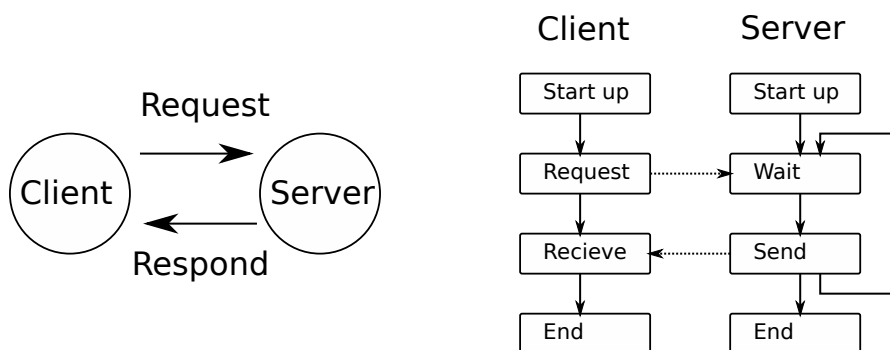 Request
Client
Server
Respond
Client Server
Start up Start up
Request Wait
Recieve Send
End End